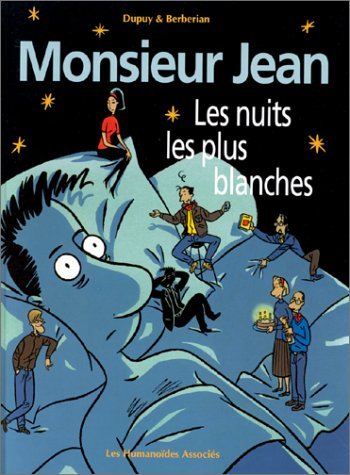 Dupuy & Berberian
Monsieur Jean
Les nuits
les plus
blanches
Les Humanoïdes Associés